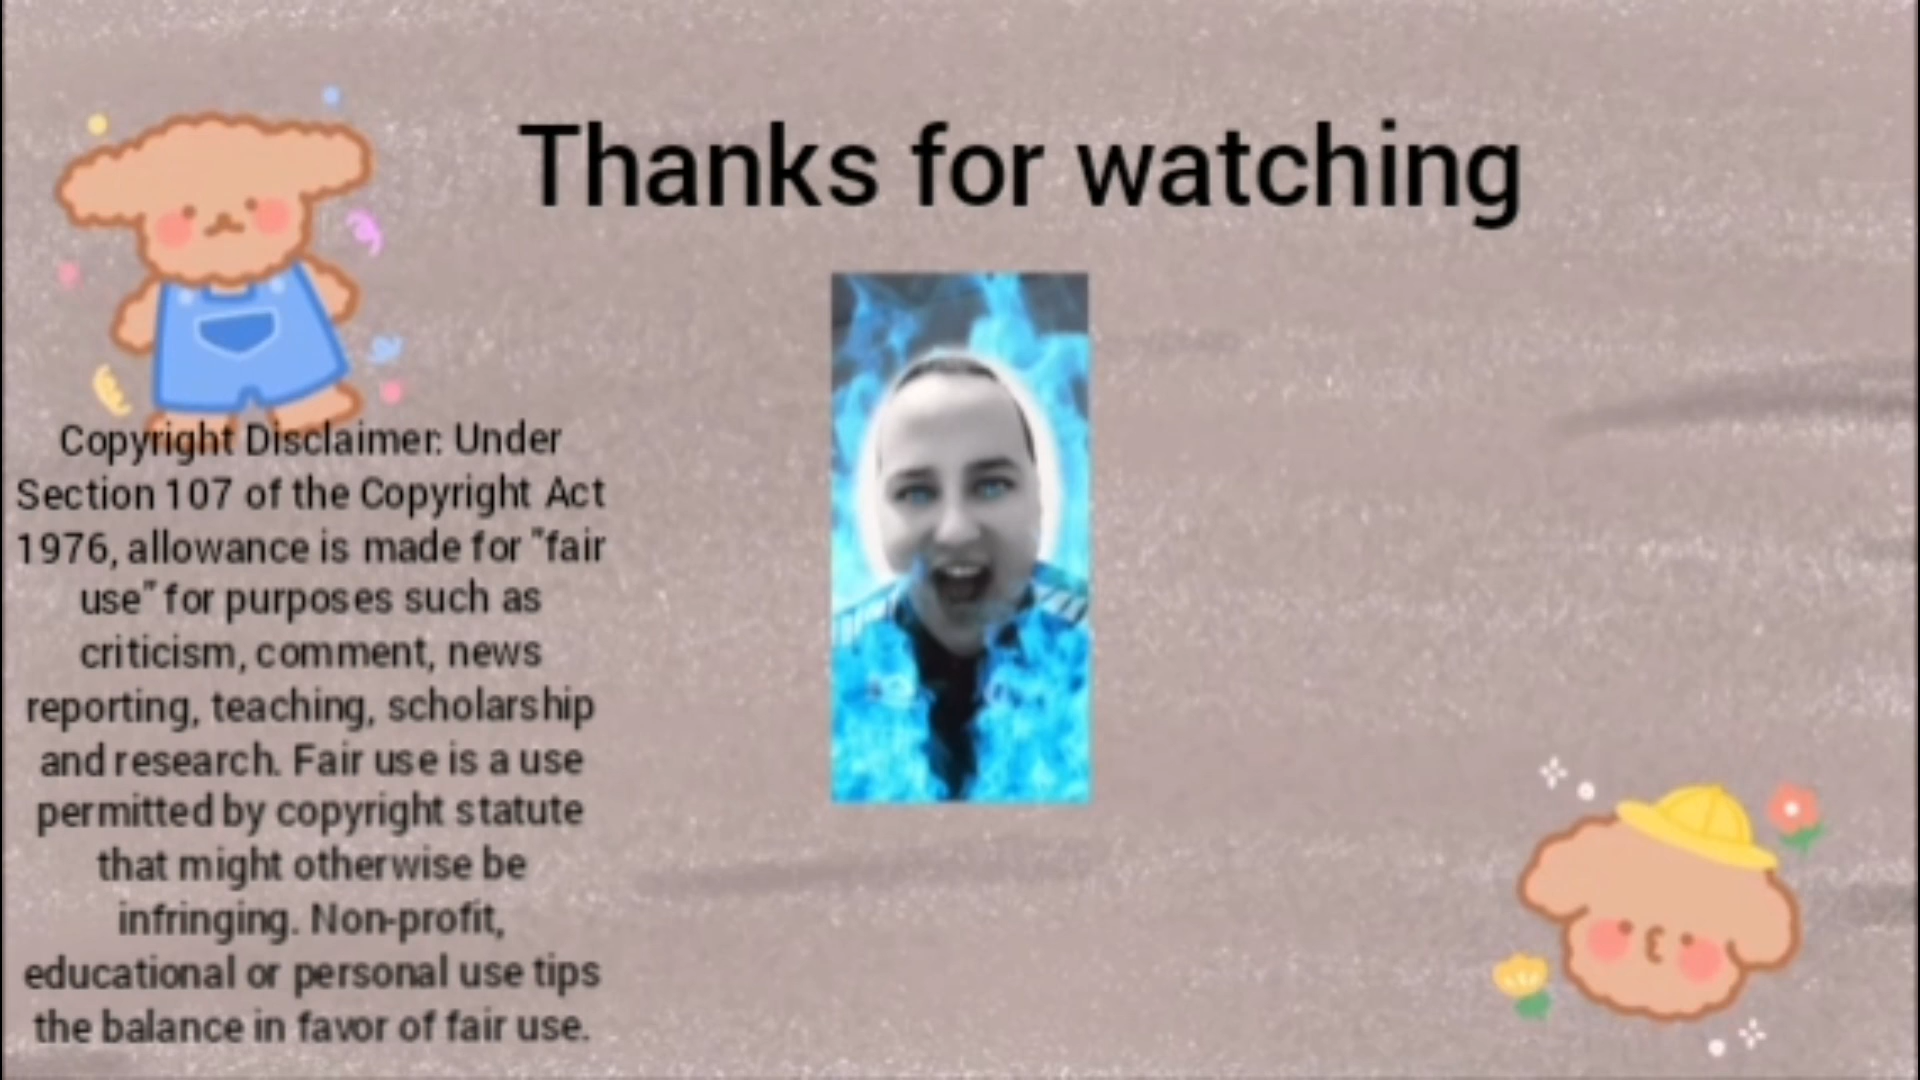 Thanks for watching
Copyright Disclaimer: Under
Section 107 of the Copyright Act
1976, allowance is made for "fair
use" for purposes such as
criticism, comment, news
reporting, teaching, scholarship
and research. Fair use is a use
permitted by copyright statute
that might otherwise be
infringing. Non-profit,
educational or personal use tips
the balance in favor of fair use.